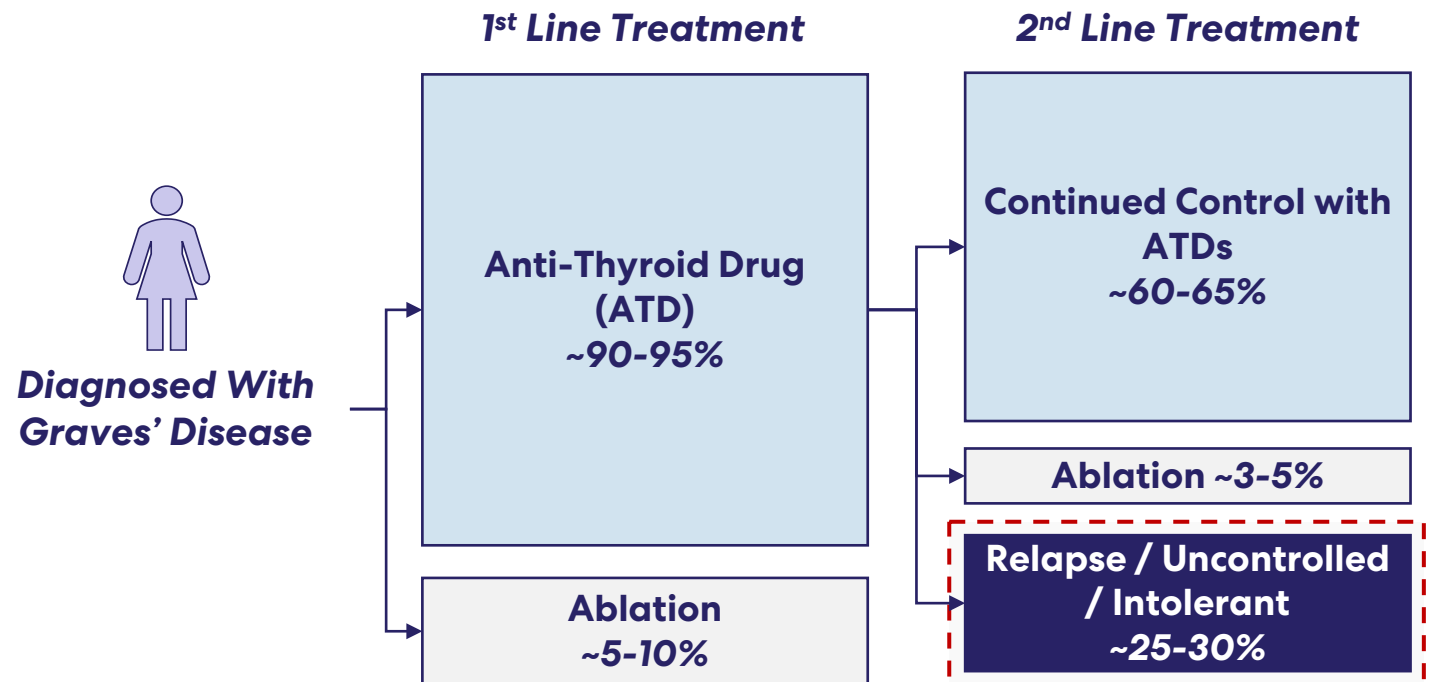 1st Line Treatment
2nd Line Treatment
Diagnosed With
Graves’ Disease
Anti-Thyroid Drug
(ATD)
~90-95%
Ablation
~5-10%
Continued Control with
ATDs
~60-65%
Ablation ~3-5%
Relapse / Uncontrolled
/ Intolerant
~25-30%